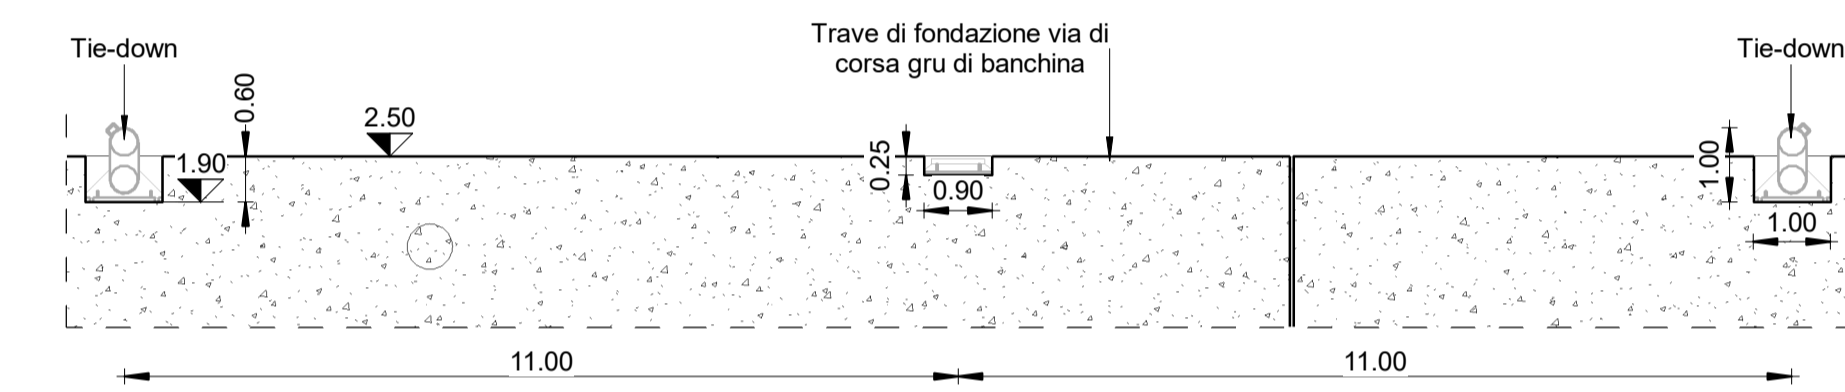 Trave di fondazione via di
corsa gru di banchina
Tie-down
Tie-down
0.60
2.50
1.90
0.25
0.90
1.00
1.00
11.00
11.00